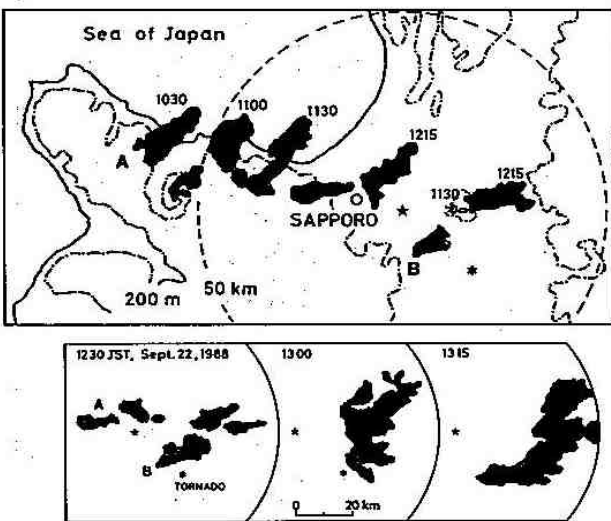 Sea of Japan
1030
1100
1130
1215
1215
A
1130
SAPPORO
B
200 m
50 km
1230 JST, Sept. 22, 1988
1300
1315
A
B
TORNADO
0 20 km